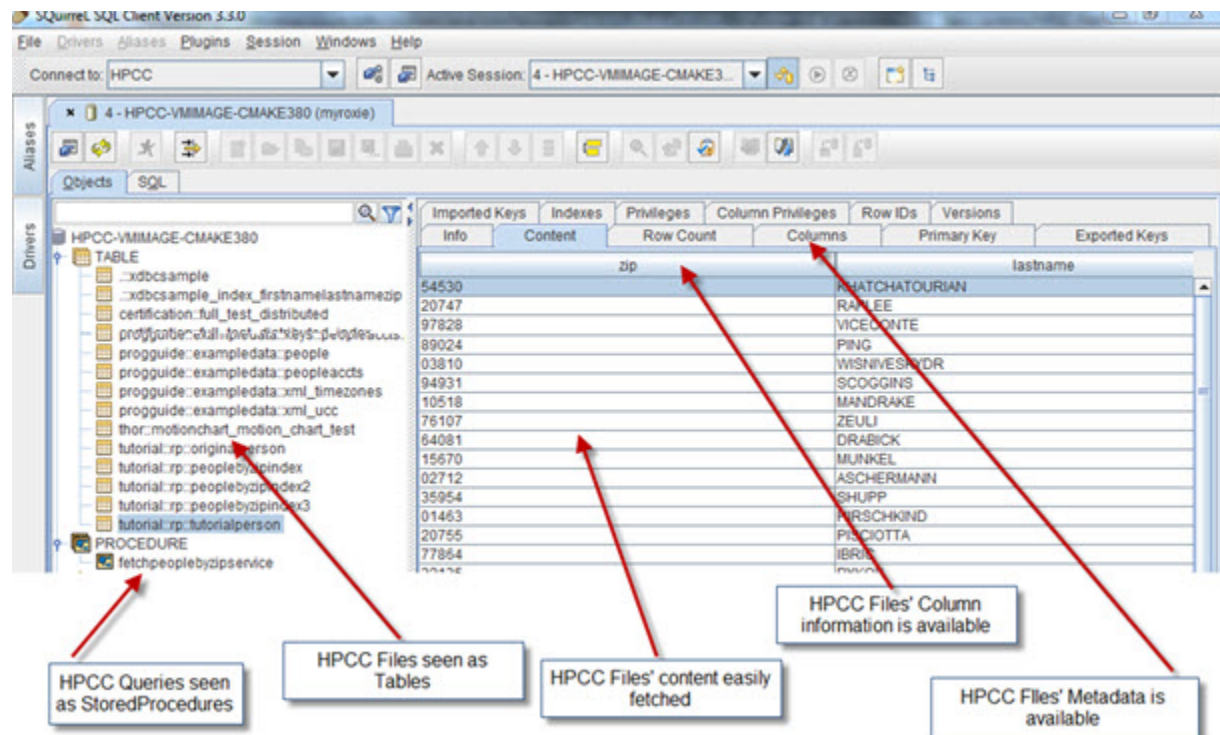 SQuirreL SQL Client Version 3.3.0
File Drivers Aliases Plugins Session Windows Help
Connect to: HPCC Active Session: 4 - HPCC-VMIMAGE-CMAKE3...
4 - HPCC-VMIMAGE-CMAKE380 (myroxie)
Aliases
Drivers
Objects SQL
HPCC-VMIMAGE-CMAKE380
TABLE
.::xdbcsample
.::xdbcsample_index_firstnamelastnamezip
certification::full_test_distributed
progguide::exampledata::people
progguide::exampledata::peopleaccts
progguide::exampledata::xml_timezones
progguide::exampledata::xml_ucc
thor::motionchart_motion_chart_test
tutorial::rp::originalperson
tutorial::rp::peoplebyzipindex
tutorial::rp::peoplebyzipindex2
tutorial::rp::peoplebyzipindex3
tutorial::rp::tutorialperson
PROCEDURE
fetchpeoplebyzipservice
Imported Keys Indexes Privileges Column Privileges Row IDs Versions
Info Content Row Count Columns Primary Key Exported Keys
zip lastname
54530 KHATCHATOURIAN
20747
97828 VICECONTE
89024 PING
03810
94931 SCOGGINS
10518 MANDRAKE
76107 ZEULI
64081 DRABICK
15670 MUNKEL
02712 ASCHERMANN
35954 SHUPP
01463
20755 PISCIOTTA
77864
HPCC Queries seen
as StoredProcedures
HPCC Files seen as
Tables
HPCC Files' content easily
fetched
HPCC Files' Column
information is available
HPCC FIles' Metadata is
available